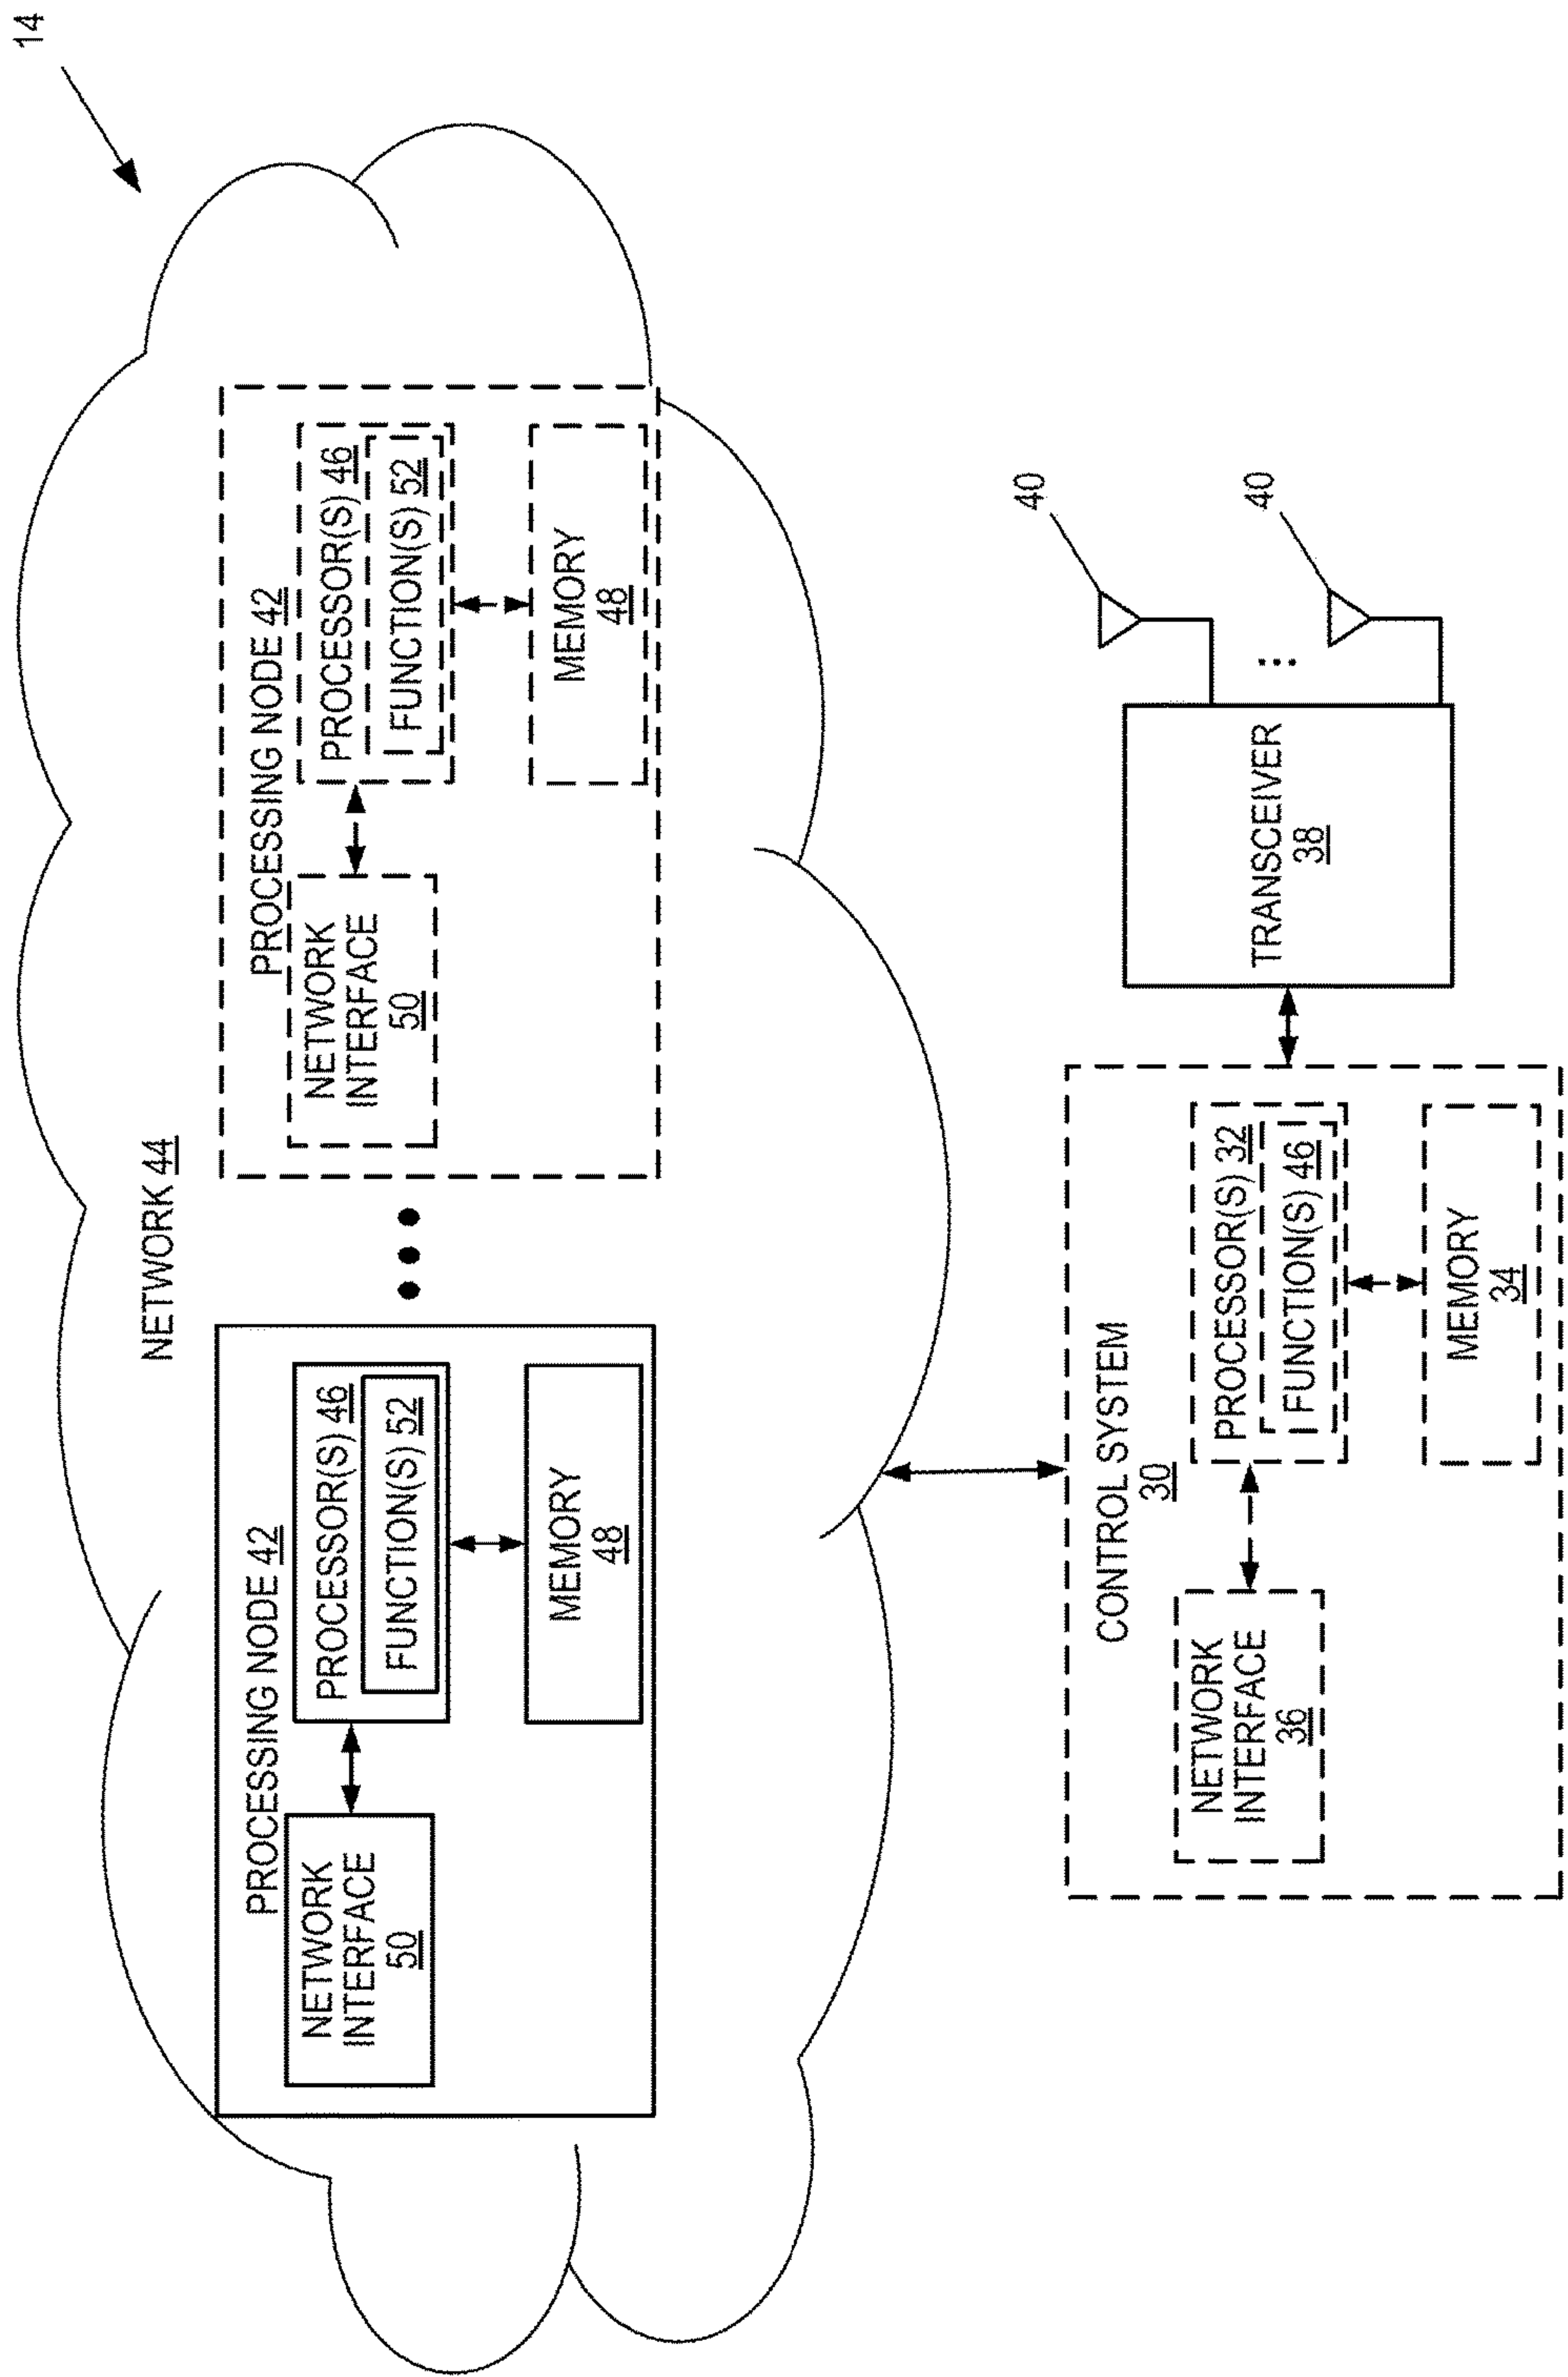 14
NETWORK 44
PROCESSING NODE 42
NETWORK
INTERFACE
50
PROCESSOR(S) 46
FUNCTION(S) 52
MEMORY
48
PROCESSING NODE 42
NETWORK
INTERFACE
50
PROCESSOR(S) 46
FUNCTION(S) 52
MEMORY
48
CONTROL SYSTEM
30
NETWORK
INTERFACE
36
PROCESSOR(S) 32
FUNCTION(S) 46
MEMORY
34
TRANSCEIVER
38
40
40